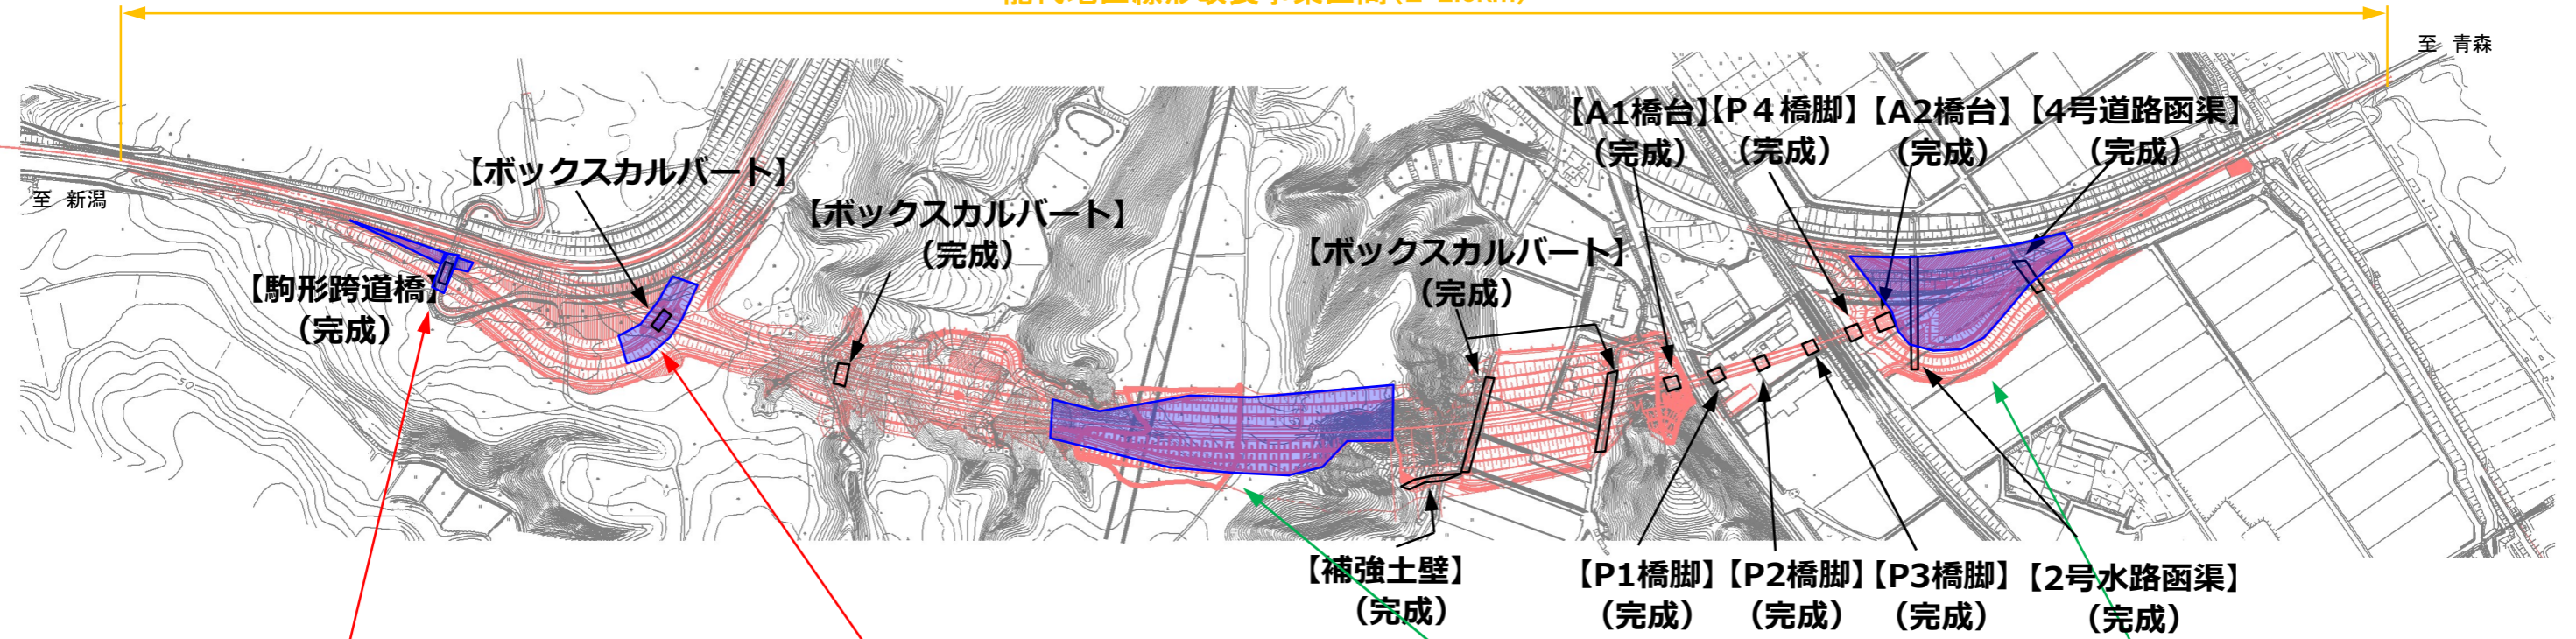 至 青森
至 新潟
【ボックスカルバート】
【ボックスカルバート】
(完成)
【駒形跨道橋】
(完成)
【ボックスカルバート】
(完成)
【A1橋台】
(完成)
【P4橋脚】
(完成)
【A2橋台】
(完成)
【4号道路函渠】
(完成)
【補強土壁】
(完成)
【P1橋脚】
(完成)
【P2橋脚】
(完成)
【P3橋脚】
(完成)
【2号水路函渠】
(完成)
50